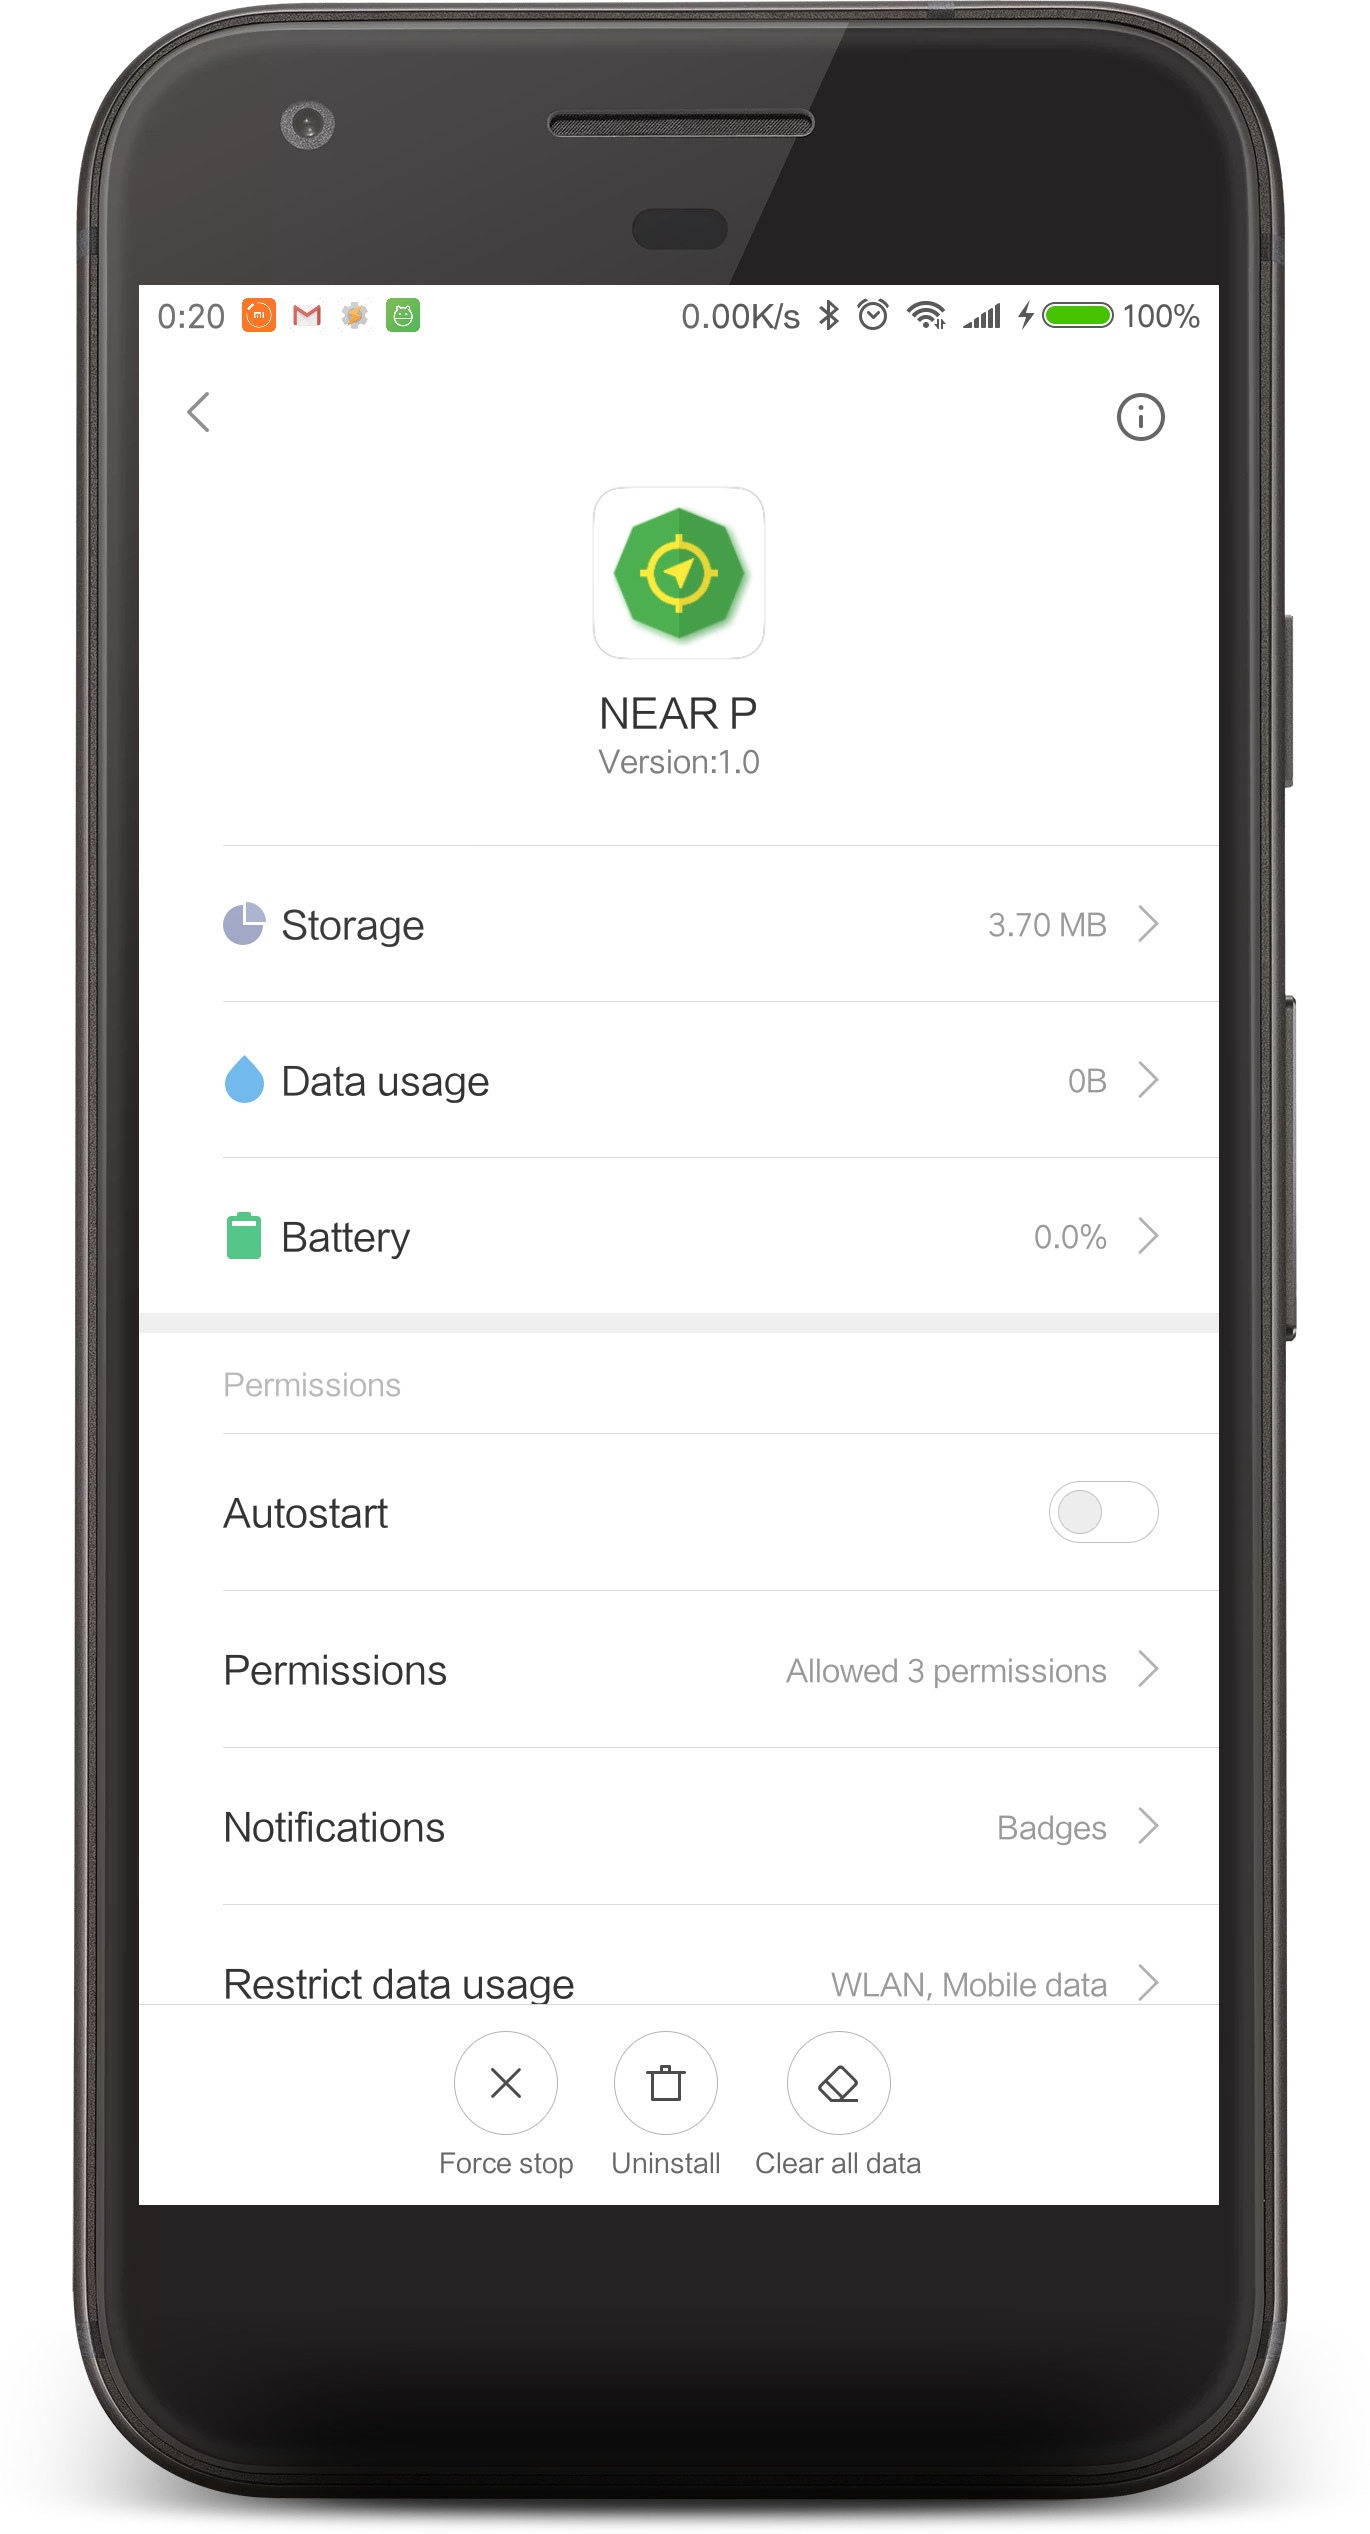 0:20 mi 0.00K/s 100%
NEAR P
Version:1.0
Storage 3.70 MB
Data usage 0B
Battery 0.0%
Permissions
Autostart
Permissions Allowed 3 permissions
Notifications Badges
Restrict data usage WLAN, Mobile data
Force stop Uninstall Clear all data